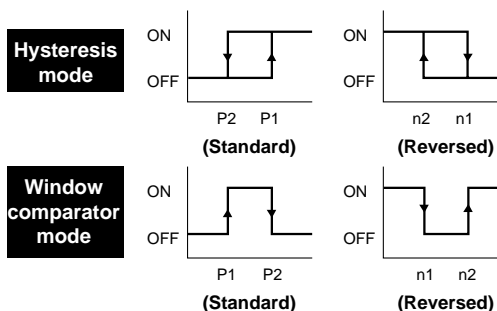 Hysteresis
mode
ON
OFF
P2 P1
(Standard)
ON
OFF
n2 n1
(Reversed)
Window
comparator
mode
ON
OFF
P1 P2
(Standard)
ON
OFF
n1 n2
(Reversed)